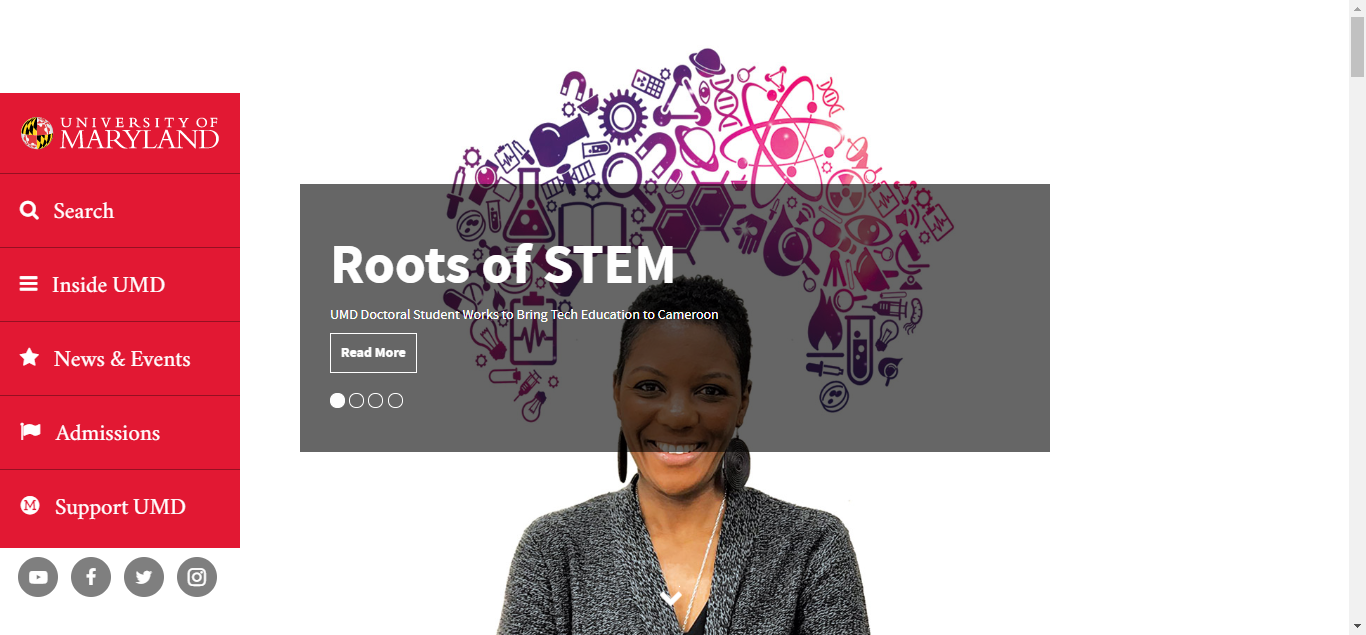 UNIVERSITY OF
MARYLAND
Search
Inside UMD
News & Events
Admissions
M
Support UMD
Roots of STEM
UMD Doctoral Student Works to Bring Tech Education to Cameroon
Read More